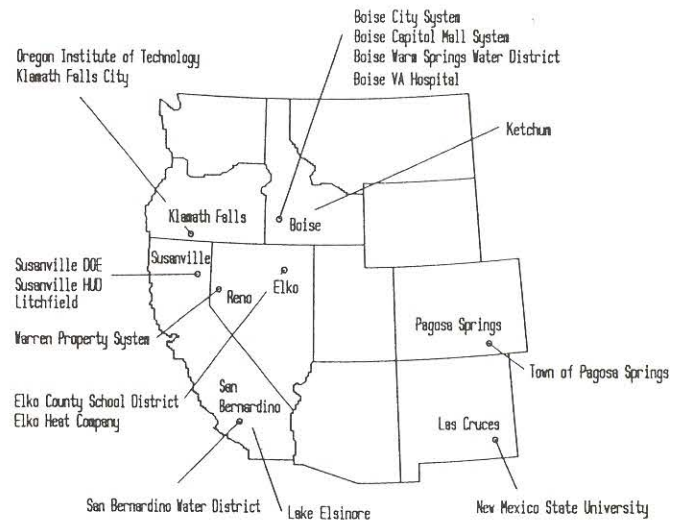 Boise City System
Boise Capitol Mall System
Boise Warm Springs Water District
Boise VA Hospital
Oregon Institute of Technology
Klamath Falls City
Ketchum
Klamath Falls
Boise
Susanville
Susanville DOE
Susanville HUD
Litchfield
Elko
Reno
Warren Property System
Pagosa Springs
Town of Pagosa Springs
Elko County School District
Elko Heat Company
San
Bernardino
Las Cruces
San Bernardino Water District
Lake Elsinore
New Mexico State University